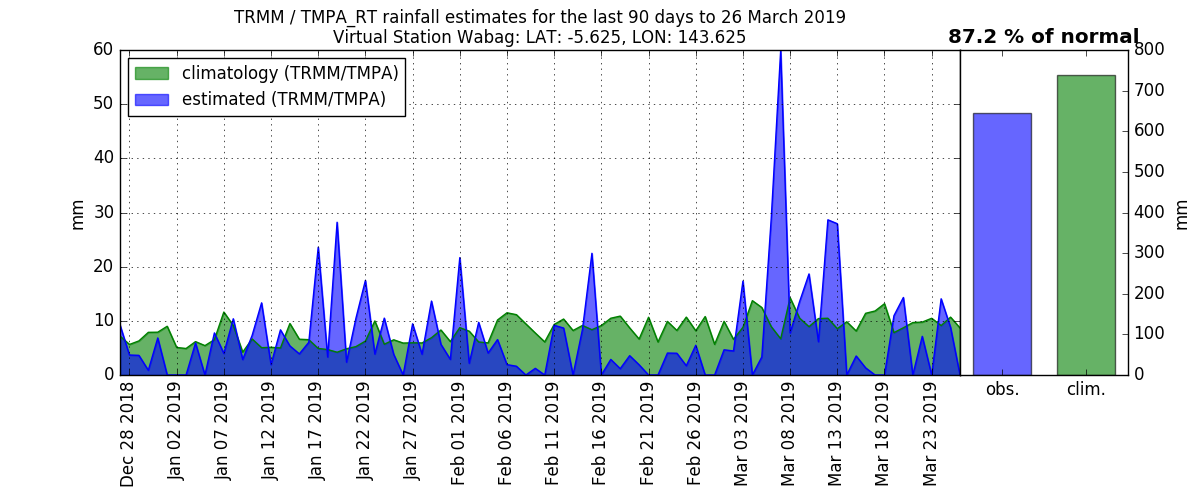 TRMM / TMPA_RT rainfall estimates for the last 90 days to 26 March 2019
Virtual Station Wabag: LAT: -5.625, LON: 143.625
87.2 % of normal
climatology (TRMM/TMPA)
estimated (TRMM/TMPA)
mm
60
50
40
30
20
10
0
Dec 28 2018
Jan 02 2019
Jan 07 2019
Jan 12 2019
Jan 17 2019
Jan 22 2019
Jan 27 2019
Feb 01 2019
Feb 06 2019
Feb 11 2019
Feb 16 2019
Feb 21 2019
Feb 26 2019
Mar 03 2019
Mar 08 2019
Mar 13 2019
Mar 18 2019
Mar 23 2019
obs.
clim.
800
700
600
500
400
300
200
100
0
mm